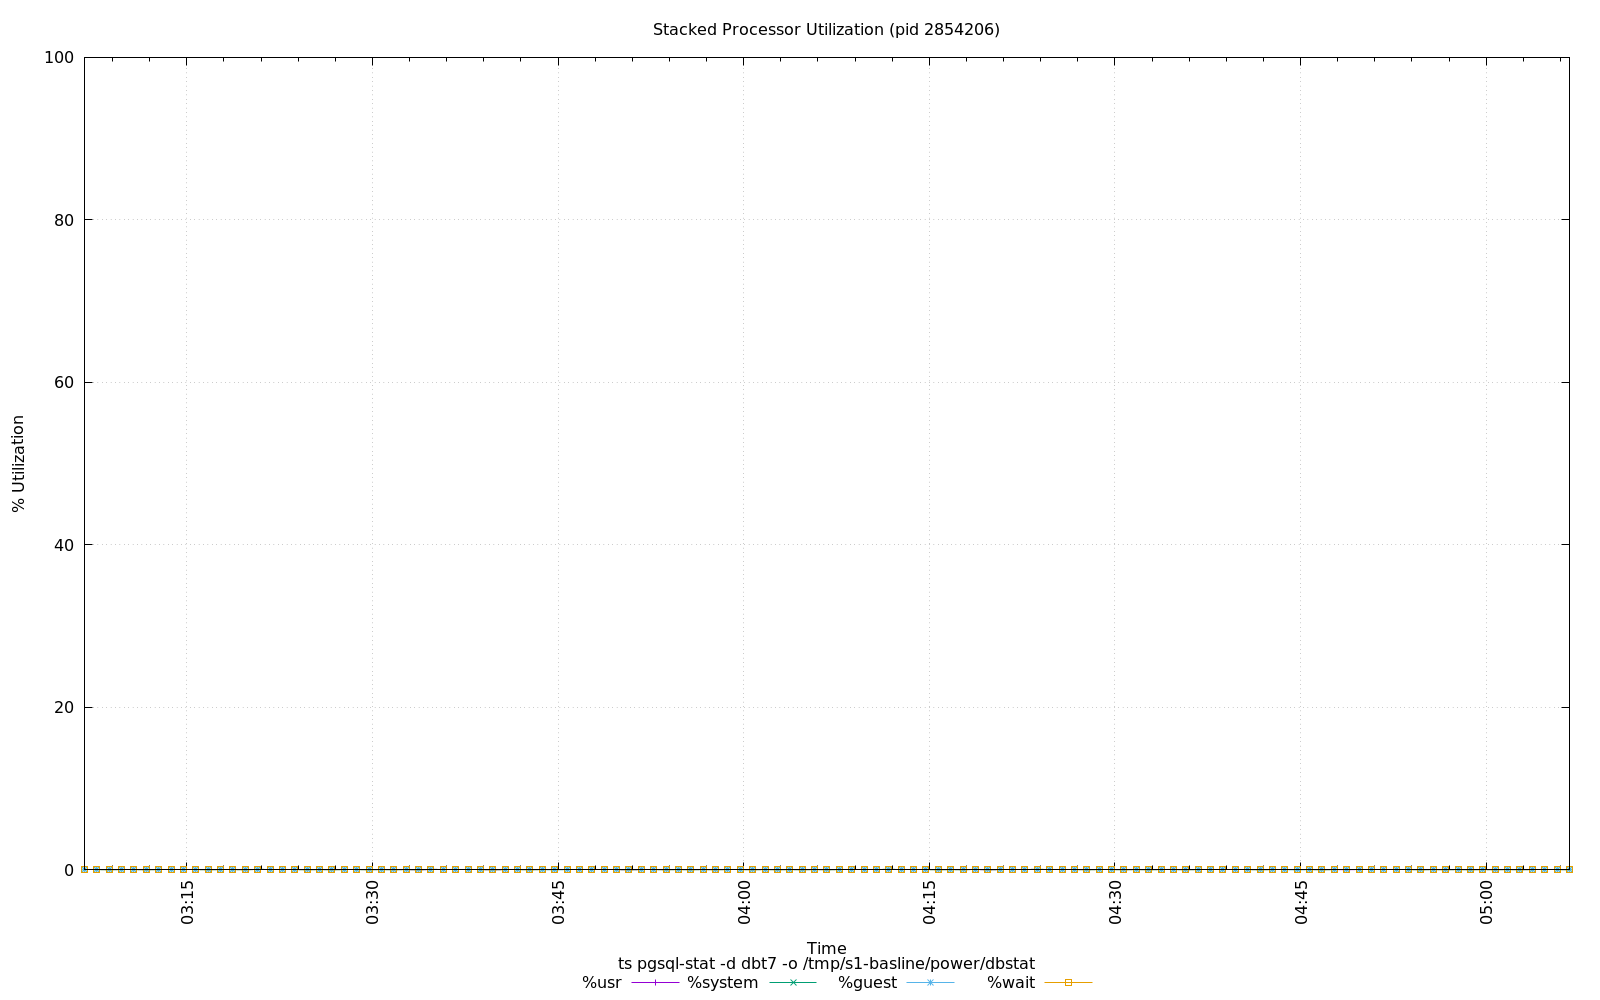 Stacked Processor Utilization (pid 2854206)
100
80
60
40
20
0
% Utilization
03:15
03:30
03:45
04:00
04:15
04:30
04:45
05:00
Time
ts pgsql-stat -d dbt7 -o /tmp/s1-basline/power/dbstat
%usr %system %guest %wait